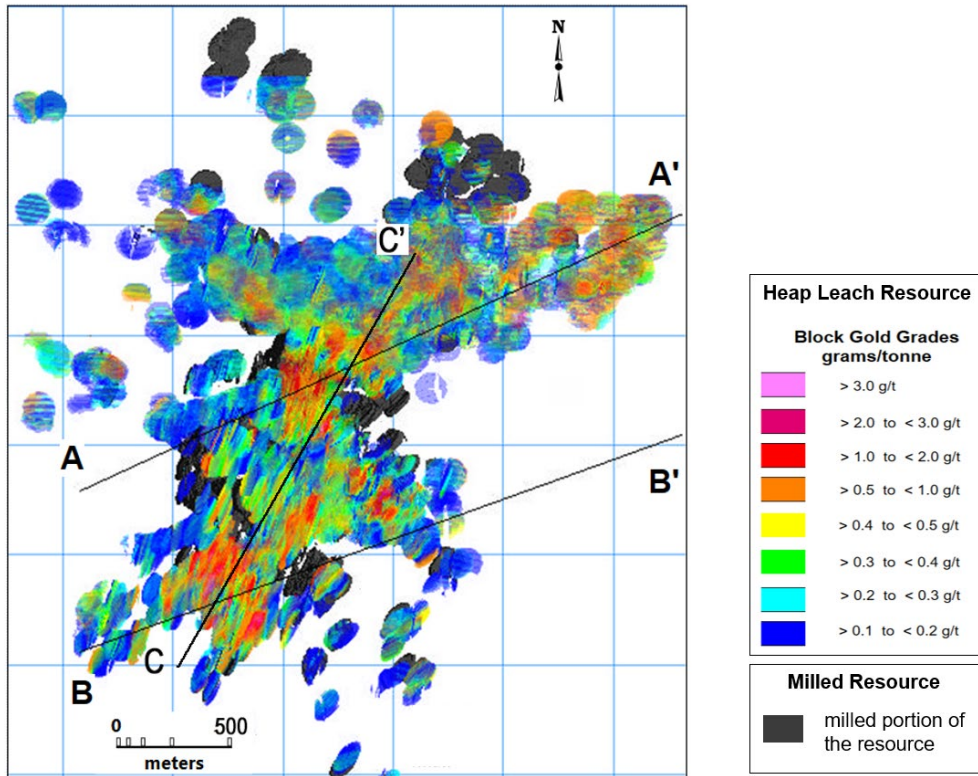 N
A'
C'
A
B'
C
B
0 500
meters
Heap Leach Resource
Block Gold Grades
grams/tonne
> 3.0 g/t
> 2.0 to < 3.0 g/t
> 1.0 to < 2.0 g/t
> 0.5 to < 1.0 g/t
> 0.4 to < 0.5 g/t
> 0.3 to < 0.4 g/t
> 0.2 to < 0.3 g/t
> 0.1 to < 0.2 g/t
Milled Resource
milled portion of
the resource